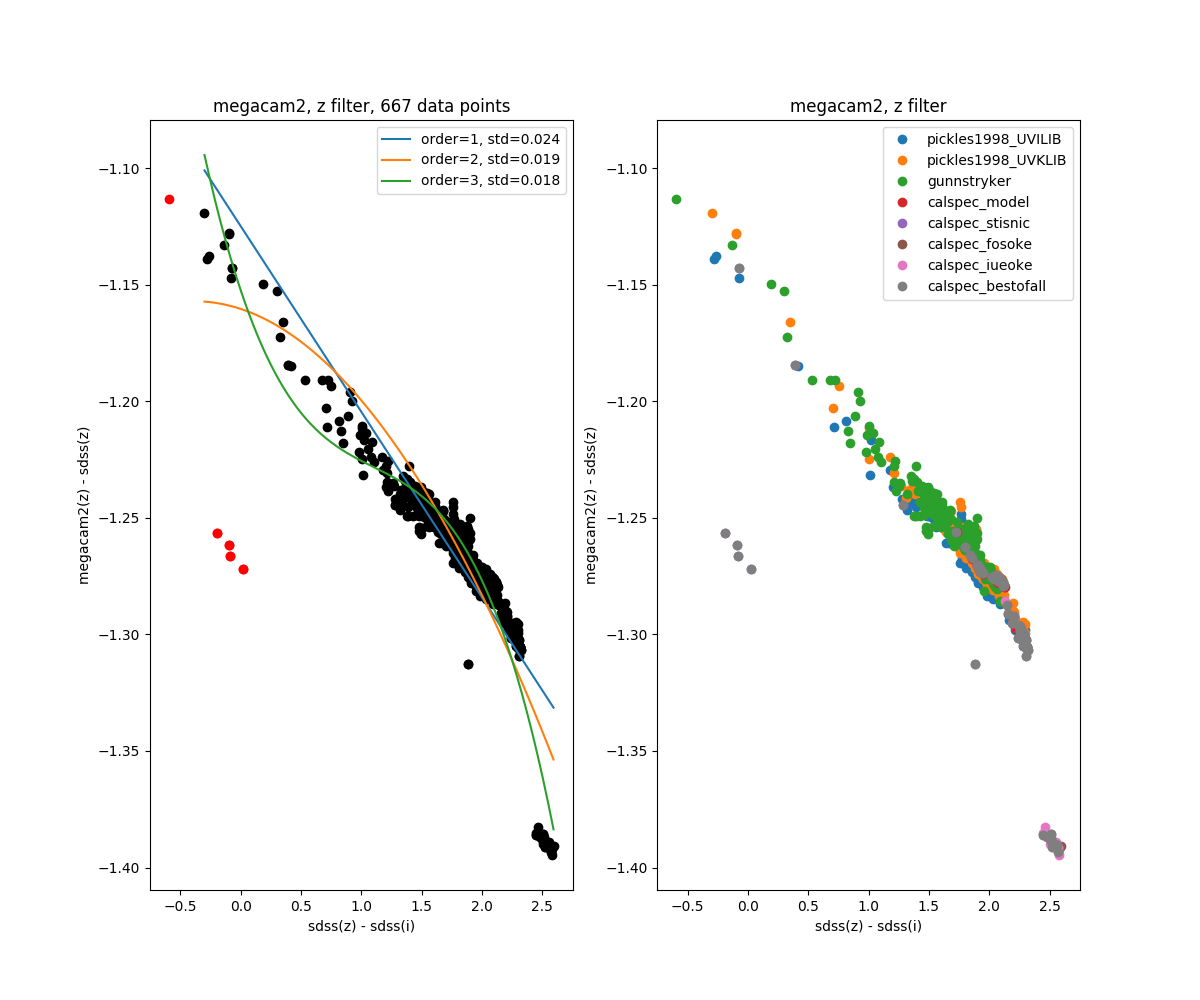 megacam2, z filter, 667 data points
order=1, std=0.024
order=2, std=0.019
order=3, std=0.018
−1.10
−1.15
−1.20
−1.25
−1.30
−1.35
−1.40
megacam2(z) - sdss(z)
−0.5 0.0 0.5 1.0 1.5 2.0 2.5
sdss(z) - sdss(i)
megacam2, z filter
pickles1998_UVILIB
pickles1998_UVKLIB
gunnstryker
calspec_model
calspec_stisnic
calspec_fosoke
calspec_iueoke
calspec_bestofall
−1.10
−1.15
−1.20
−1.25
−1.30
−1.35
−1.40
megacam2(z) - sdss(z)
−0.5 0.0 0.5 1.0 1.5 2.0 2.5
sdss(z) - sdss(i)